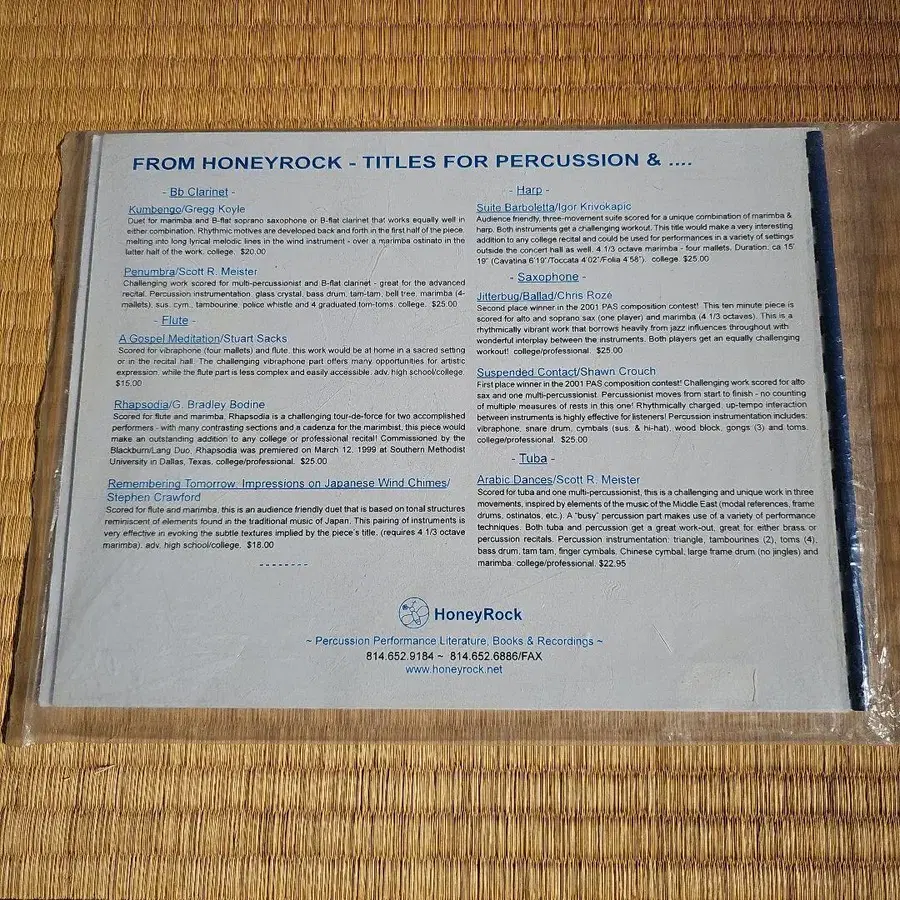 FROM HONEYROCK - TITLES FOR PERCUSSION & ....
- Bb Clarinet -
Kumbengo/Gregg Koyle
Duet for marimba and B-flat soprano saxophone or B-flat clarinet that works equally well in
either combination. Rhythmic motives are developed back and forth in the first half of the piece,
melting into long lyrical melodic lines in the wind instrument - over a marimba ostinato in the
latter half of the work. college. $20.00
Penumbra/Scott R. Meister
Challenging work scored for multi-percussionist and B-flat clarinet - great for the advanced
recital. Percussion instrumentation: glass crystal, bass drum, tam-tam, bell tree, marimba (4-
mallets), sus. cym., tambourine, police whistle and 4 graduated tom-toms. college. $25.00
- Flute -
A Gospel Meditation/Stuart Sacks
Scored for vibraphone (four mallets) and flute, this work would be at home in a sacred setting
or in the recital hall. The challenging vibraphone part offers many opportunities for artistic
expression, while the flute part is less complex and easily accessible. adv. high school/college.
$15.00
Rhapsodia/G. Bradley Bodine
Scored for flute and marimba, Rhapsodia is a challenging tour-de-force for two accomplished
performers - with many contrasting sections and a cadenza for the marimbist, this piece would
make an outstanding addition to any college or professional recital! Commissioned by the
Blackburn/Lang Duo, Rhapsodia was premiered on March 12, 1999 at Southern Methodist
University in Dallas, Texas. college/professional. $25.00
Remembering Tomorrow: Impressions on Japanese Wind Chimes/
Stephen Crawford
Scored for flute and marimba, this is an audience friendly duet that is based on tonal structures
reminiscent of elements found in the traditional music of Japan. This pairing of instruments is
very effective in evoking the subtle textures implied by the piece's title. (requires 4 1/3 octave
marimba). adv. high school/college. $18.00
--------
- Harp -
Suite Barboletta/Igor Krivokapic
Audience friendly, three-movement suite scored for a unique combination of marimba &
harp. Both instruments get a challenging workout. This title would make a very interesting
addition to any college recital and could be used for performances in a variety of settings
outside the concert hall as well. 4 1/3 octave marimba - four mallets. Duration: ca 15'
19" (Cavatina 6'19"/Toccata 4'02"/Folia 4'58"). college. $25.00
- Saxophone -
Jitterbug/Ballad/Chris Rozé
Second place winner in the 2001 PAS composition contest! This ten minute piece is
scored for alto and soprano sax (one player) and marimba (4 1/3 octaves). This is a
rhythmically vibrant work that borrows heavily from jazz influences throughout with
wonderful interplay between the instruments. Both players get an equally challenging
workout! college/professional. $25.00
Suspended Contact/Shawn Crouch
First place winner in the 2001 PAS composition contest! Challenging work scored for alto
sax and one multi-percussionist. Percussionist moves from start to finish - no counting
of multiple measures of rests in this one! Rhythmically charged, up-tempo interaction
between instruments is highly effective for listeners! Percussion instrumentation includes:
vibraphone, snare drum, cymbals (sus. & hi-hat), wood block, gongs (3) and toms.
college/professional. $25.00
- Tuba -
Arabic Dances/Scott R. Meister
Scored for tuba and one multi-percussionist, this is a challenging and unique work in three
movements, inspired by elements of the music of the Middle East (modal references, frame
drums, ostinatos, etc.). A "busy" percussion part makes use of a variety of performance
techniques. Both tuba and percussion get a great work-out, great for either brass or
percussion recitals. Percussion instrumentation: triangle, tambourines (2), toms (4),
bass drum, tam tam, finger cymbals, Chinese cymbal, large frame drum (no jingles) and
marimba. college/professional. $22.95
HoneyRock
~ Percussion Performance Literature, Books & Recordings ~
814.652.9184 ~ 814.652.6886/FAX
www.honeyrock.net